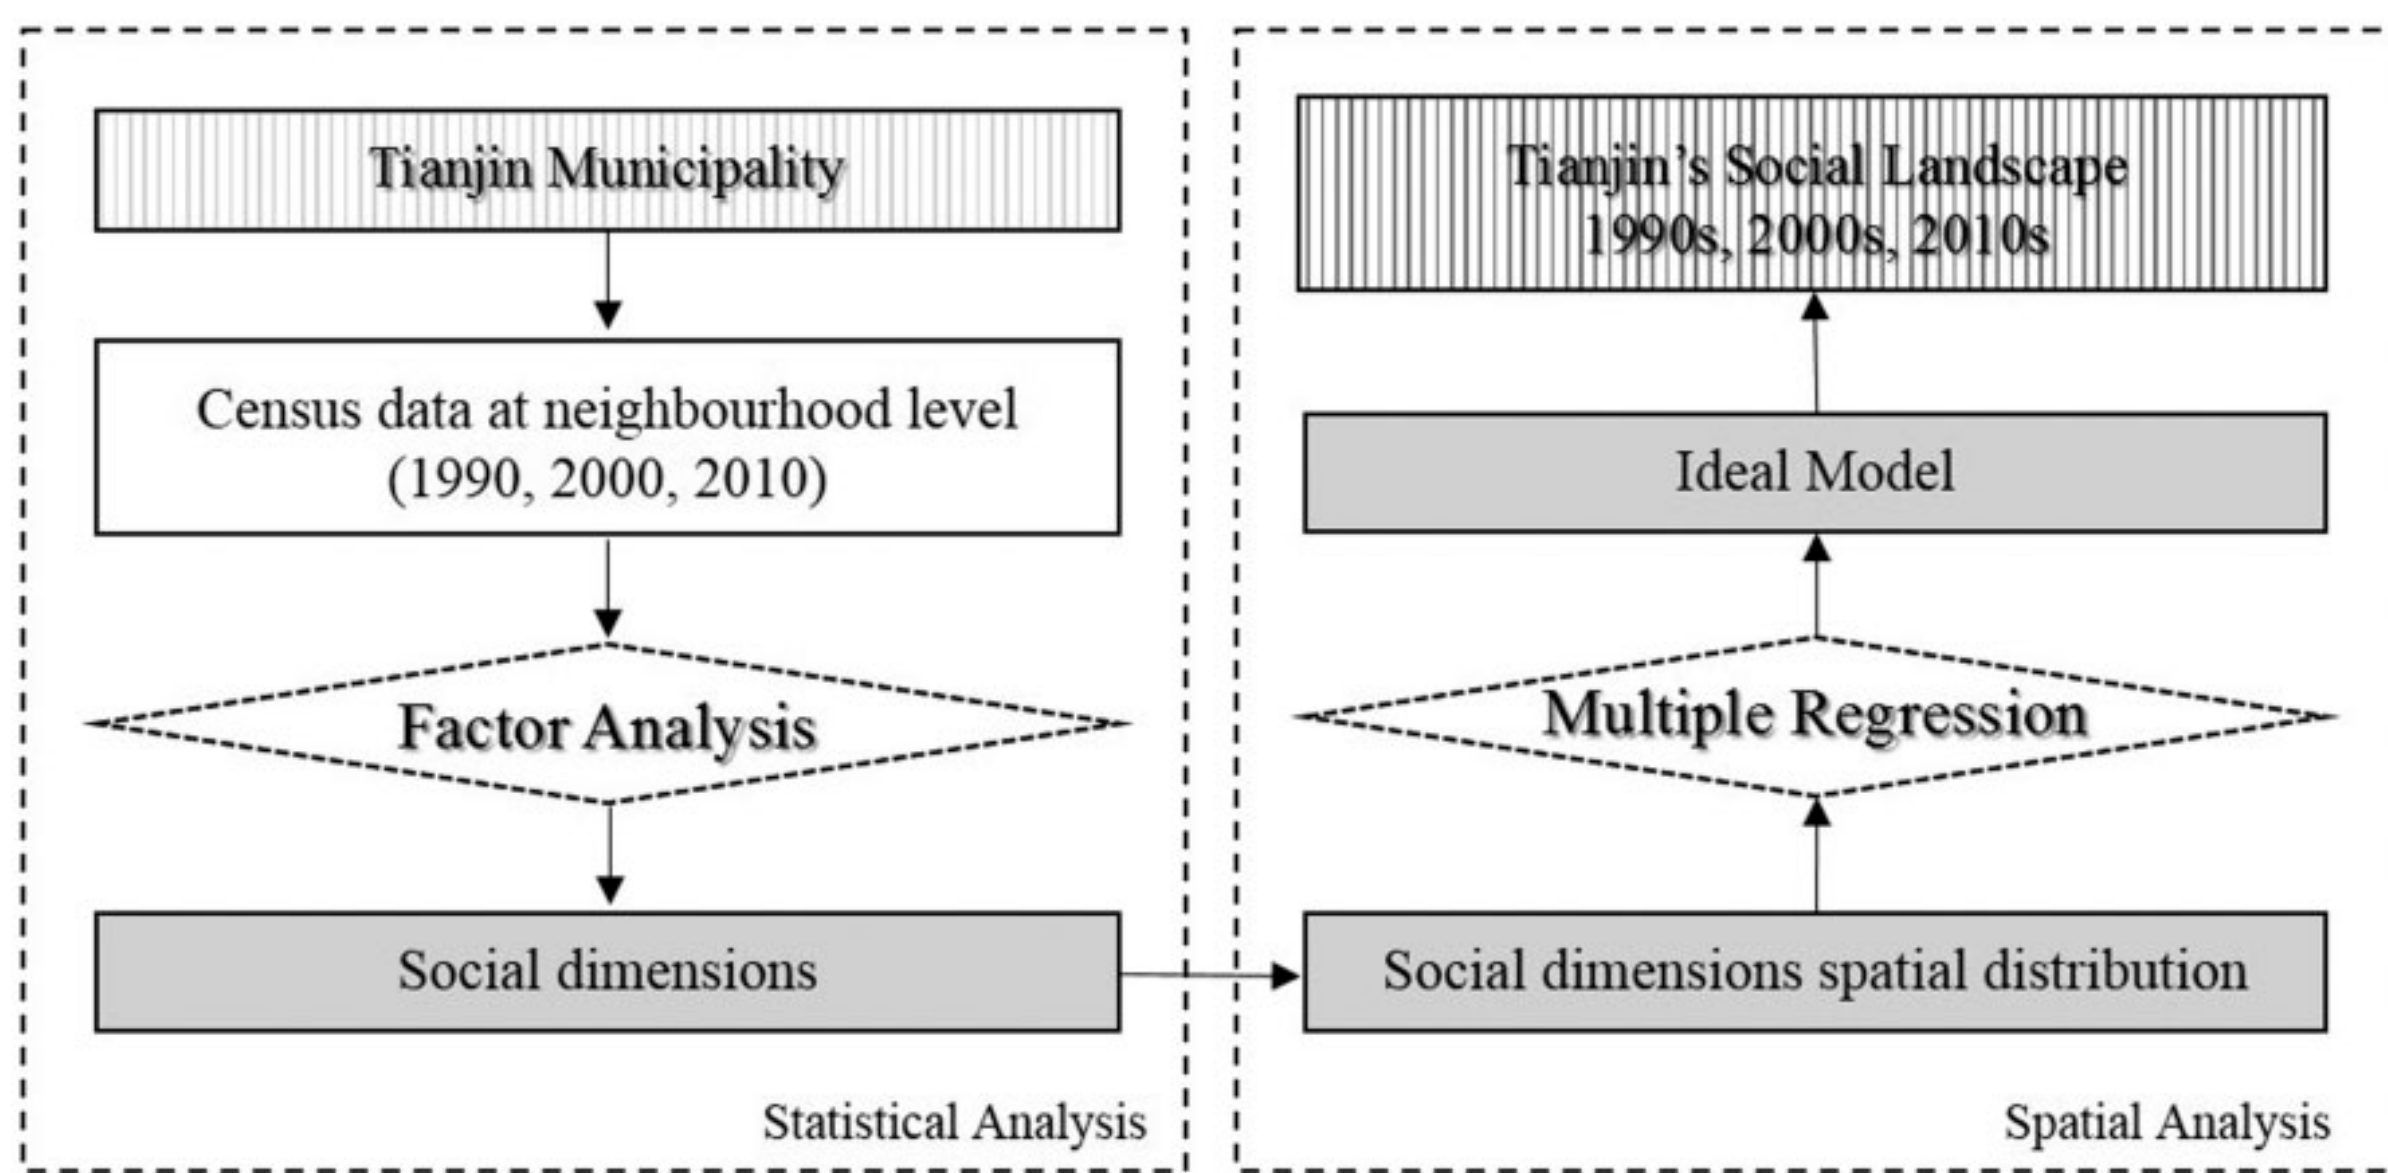 Tianjin Municipality
Census data at neighbourhood level
(1990, 2000, 2010)
Factor Analysis
Social dimensions
Statistical Analysis
Tianjin’s Social Landscape
1990s, 2000s, 2010s
Ideal Model
Multiple Regression
Social dimensions spatial distribution
Spatial Analysis